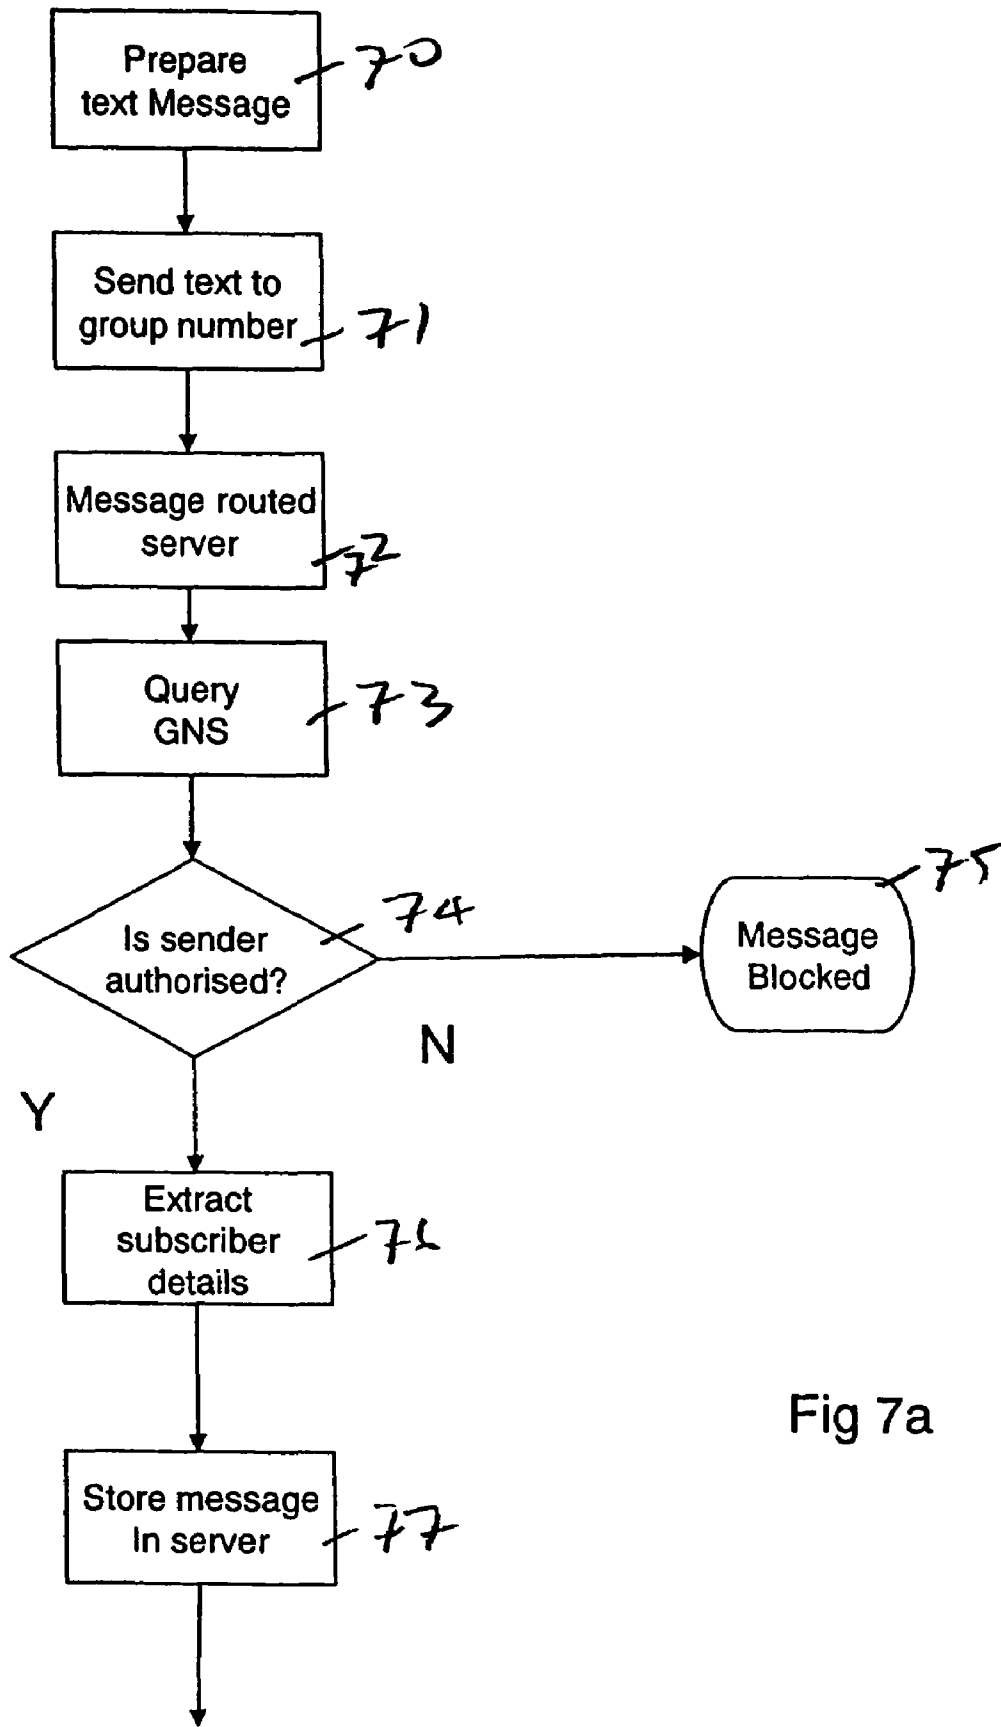 Prepare
text Message
70
Send text to
group number
71
Message routed
server
72
Query
GNS
73
Is sender
authorised?
74
75
Message
Blocked
N
Y
Extract
subscriber
details
76
Fig 7a
Store message
In server
77